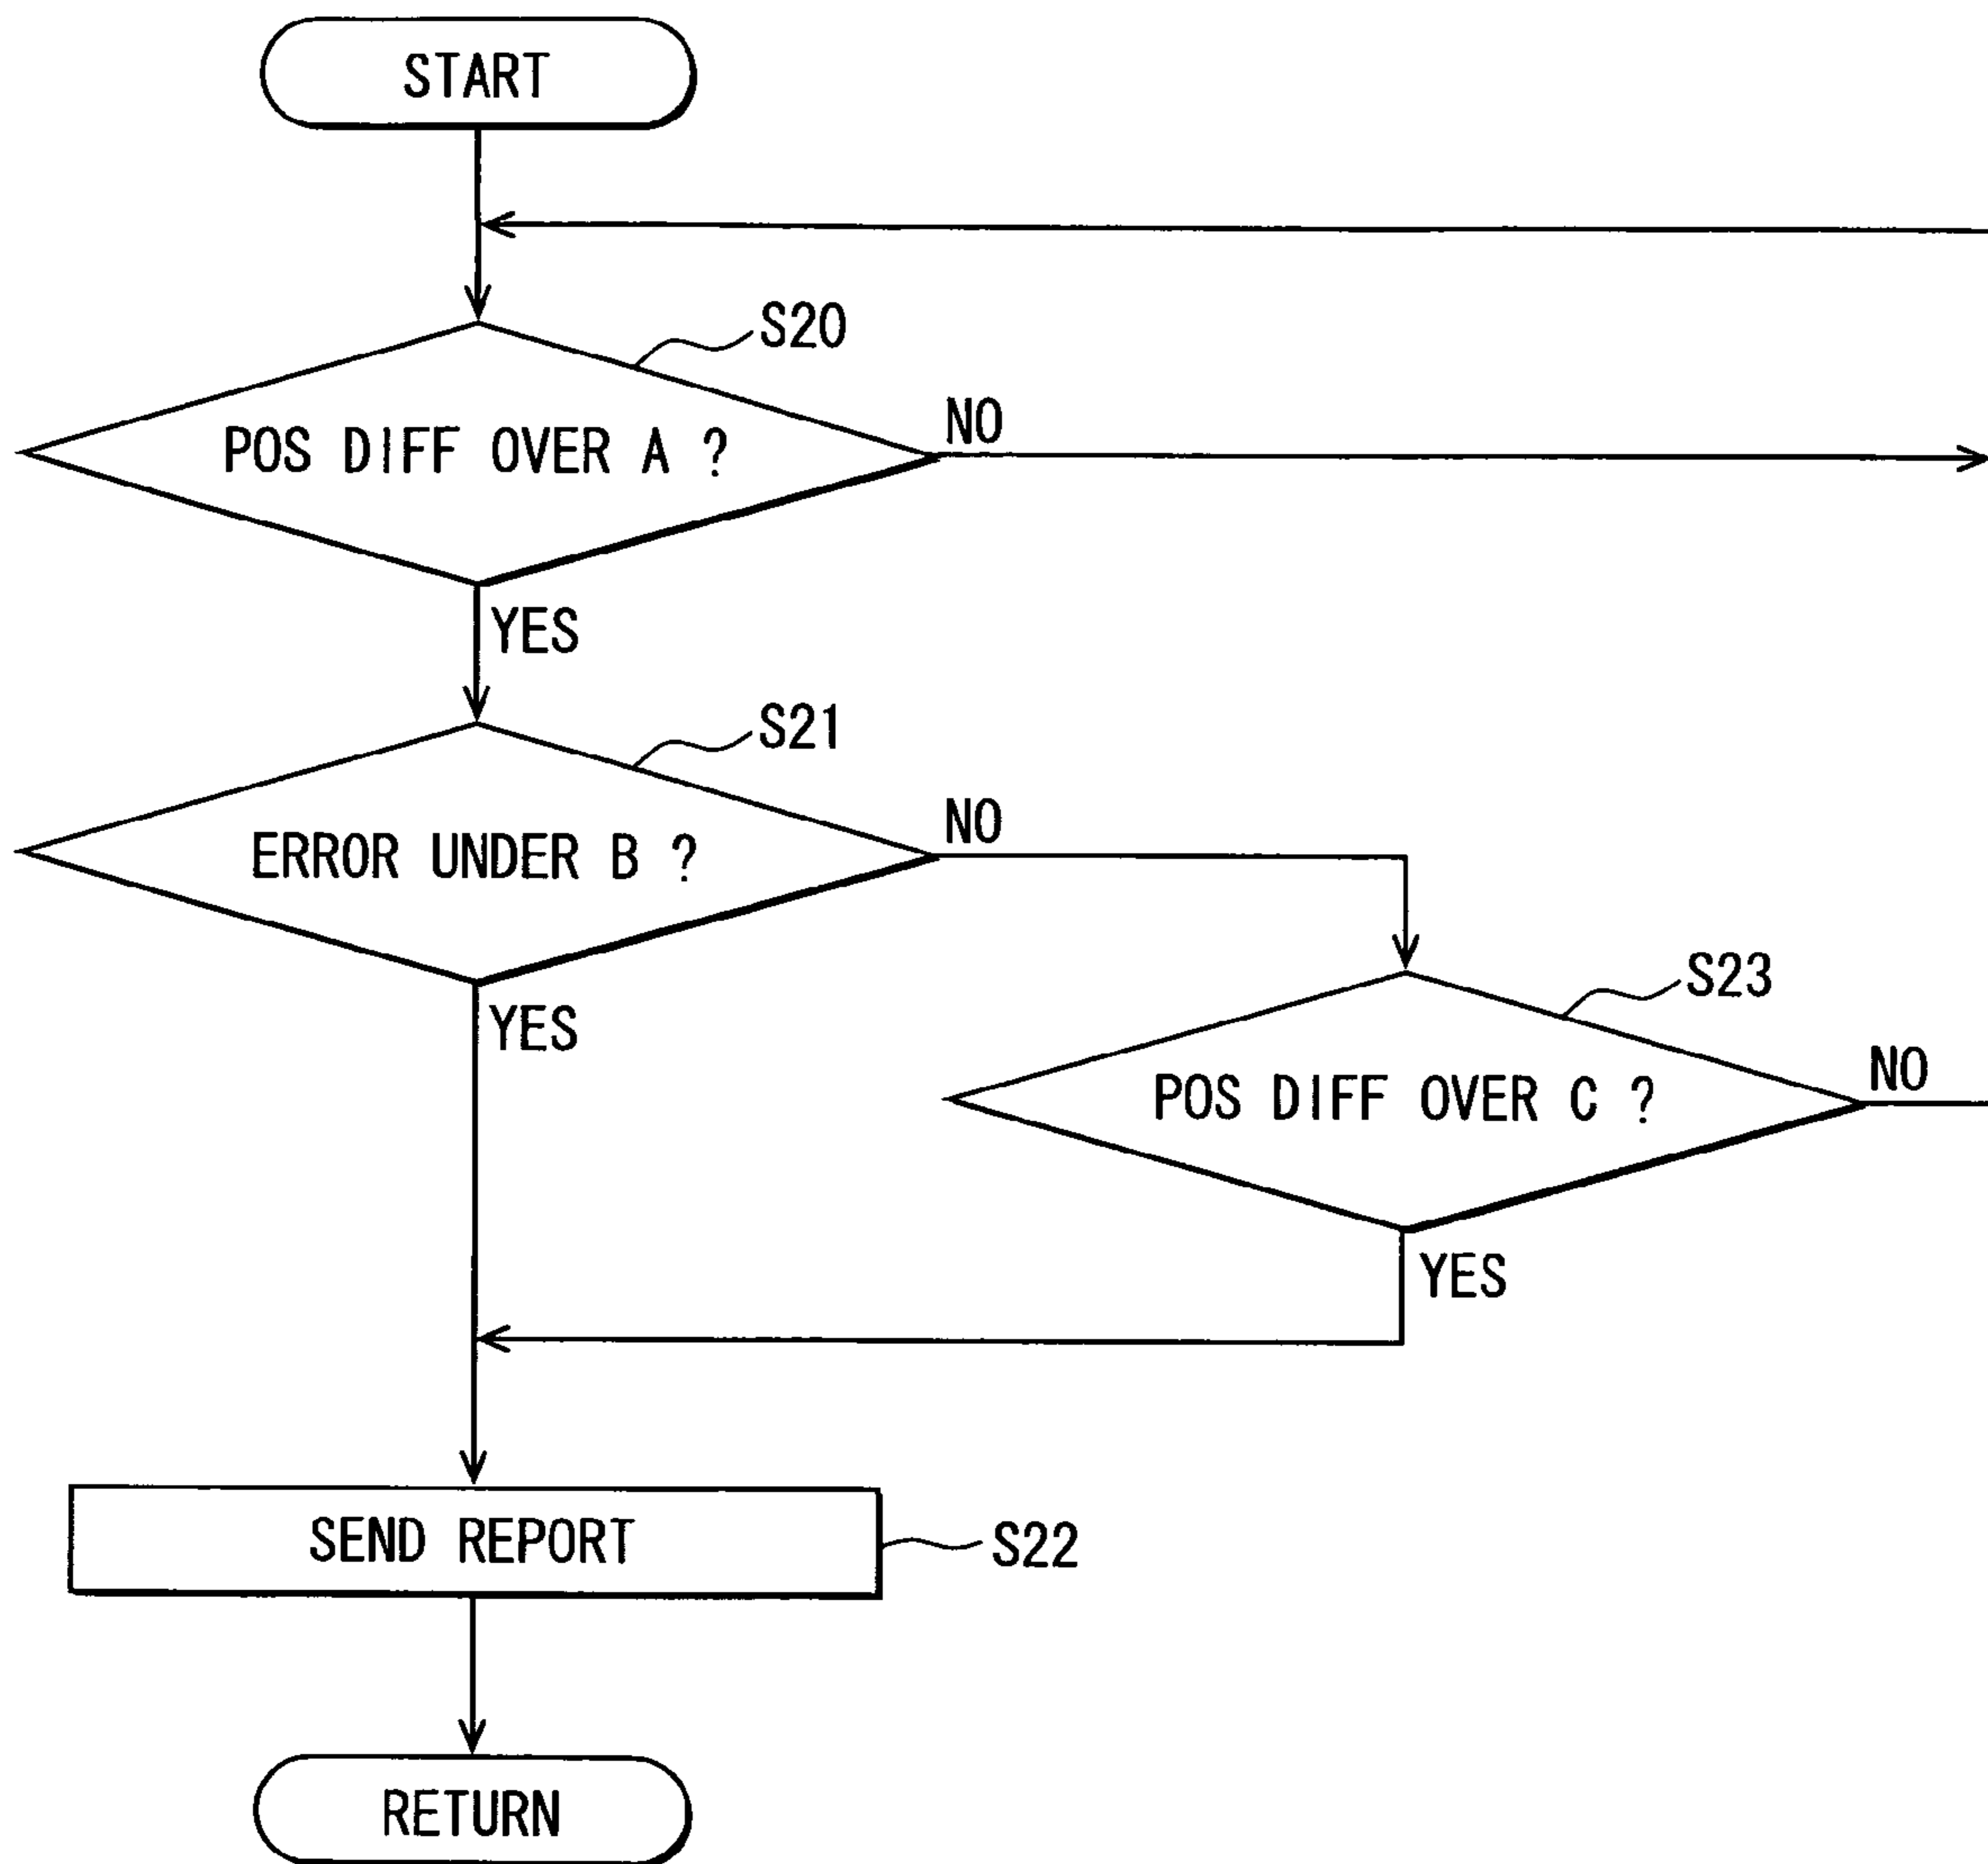 START
S20
POS DIFF OVER A ?
NO
YES
S21
ERROR UNDER B ?
NO
YES
S23
POS DIFF OVER C ?
NO
YES
SEND REPORT
S22
RETURN